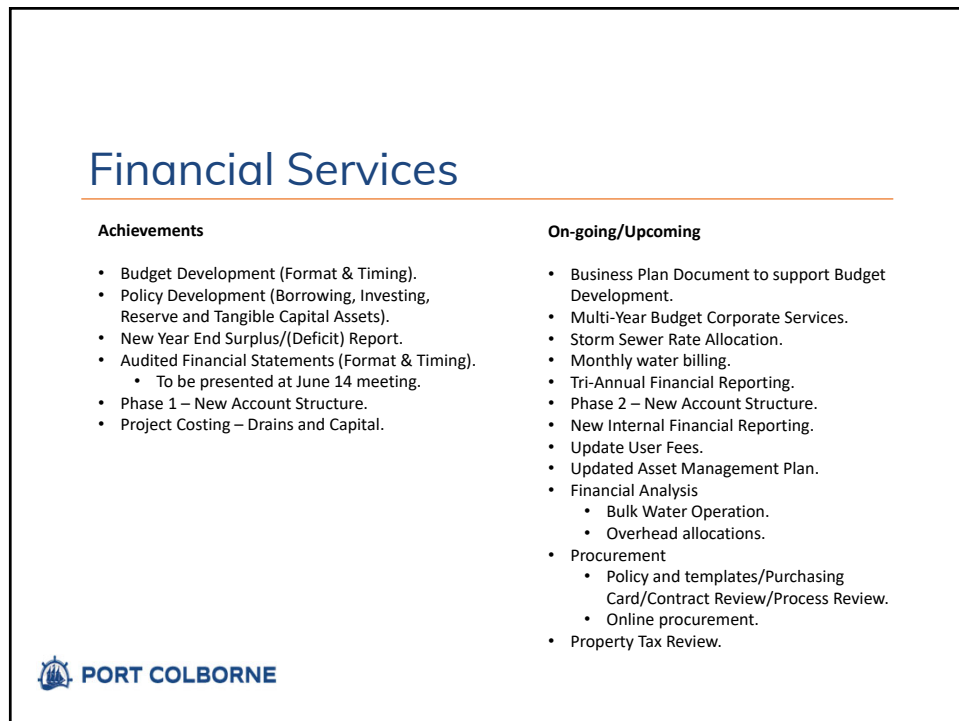 Financial Services
Achievements
• Budget Development (Format & Timing).
• Policy Development (Borrowing, Investing,
Reserve and Tangible Capital Assets).
• New Year End Surplus/(Deficit) Report.
• Audited Financial Statements (Format & Timing).
• To be presented at June 14 meeting.
• Phase 1 – New Account Structure.
• Project Costing – Drains and Capital.
On-going/Upcoming
• Business Plan Document to support Budget
Development.
• Multi-Year Budget Corporate Services.
• Storm Sewer Rate Allocation.
• Monthly water billing.
• Tri-Annual Financial Reporting.
• Phase 2 – New Account Structure.
• New Internal Financial Reporting.
• Update User Fees.
• Updated Asset Management Plan.
• Financial Analysis
• Bulk Water Operation.
• Overhead allocations.
• Procurement
• Policy and templates/Purchasing
Card/Contract Review/Process Review.
• Online procurement.
• Property Tax Review.
PORT COLBORNE